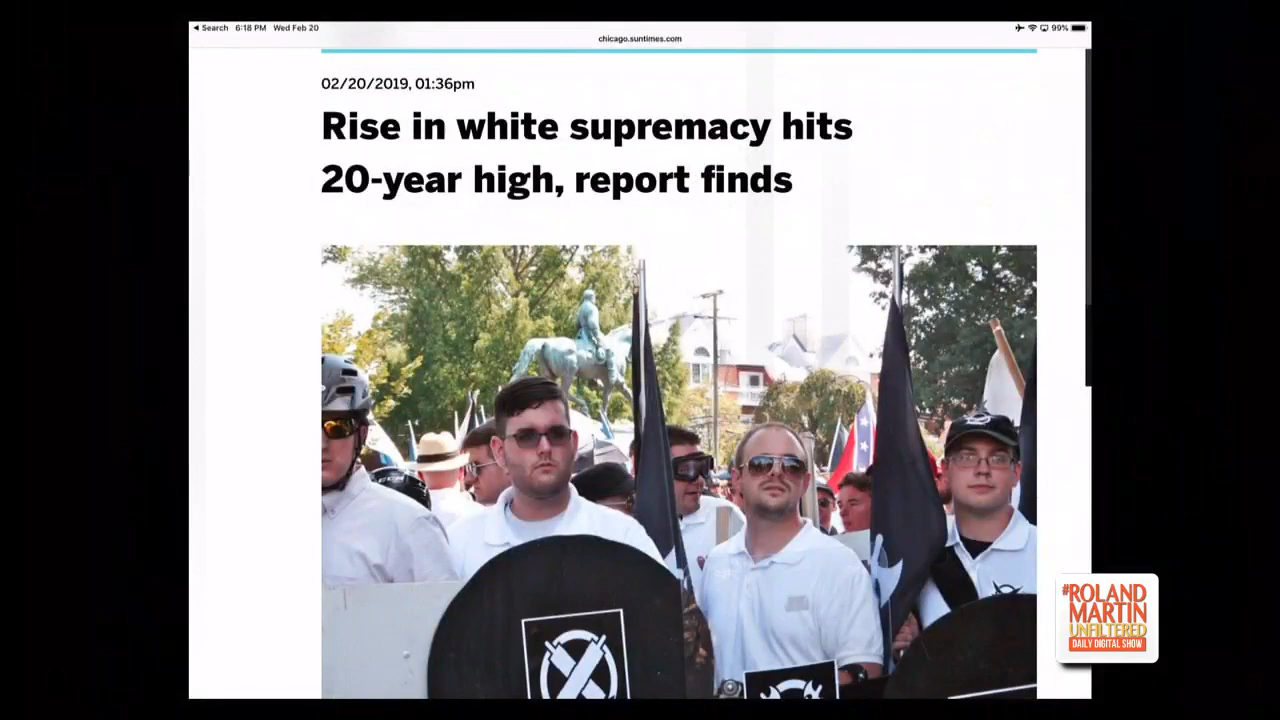 Search 6:18 PM Wed Feb 20
chicago.suntimes.com
99%
02/20/2019, 01:36pm
Rise in white supremacy hits
20-year high, report finds
#ROLAND
MARTIN
UNFILTERED
DAILY DIGITAL SHOW